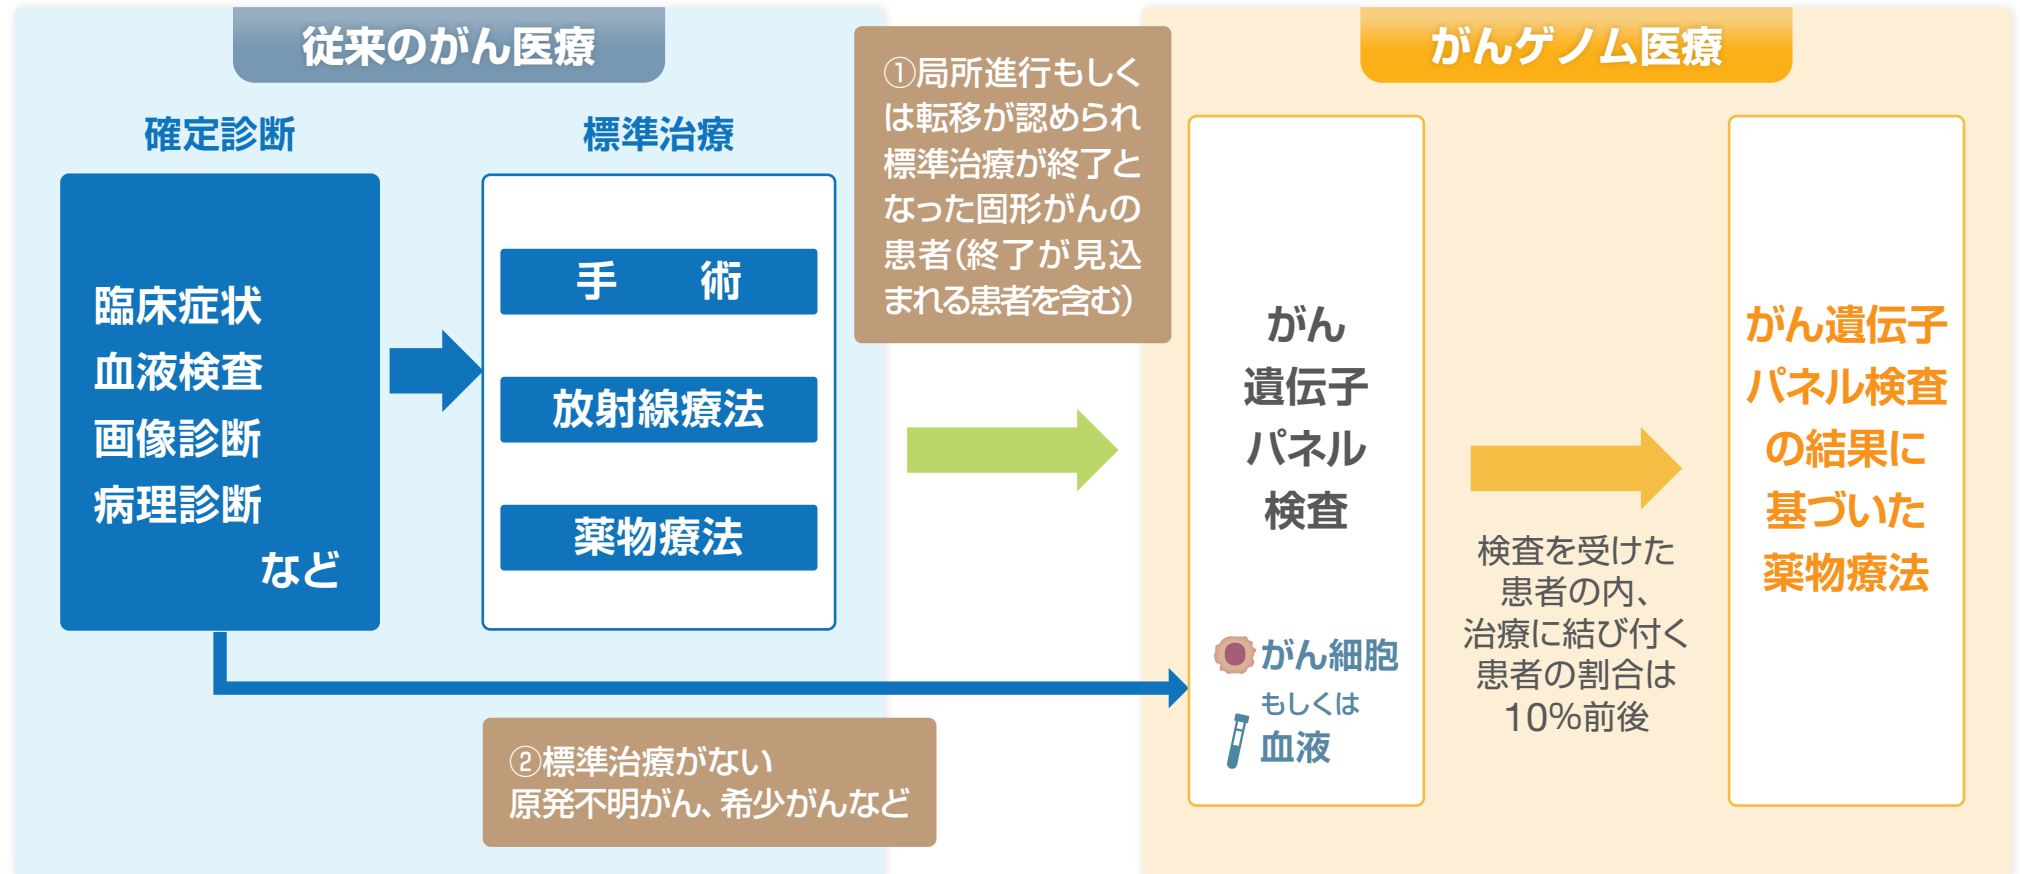 従来のがん医療
確定診断
臨床症状
血液検査
画像診断
病理診断
など
標準治療
手　術
放射線療法
薬物療法
①局所進行もしく
は転移が認められ
標準治療が終了と
なった固形がんの
患者(終了が見込
まれる患者を含む)
②標準治療がない
原発不明がん、希少がんなど
がんゲノム医療
がん
遺伝子
パネル
検査
がん細胞
もしくは
血液
検査を受けた
患者の内、
治療に結び付く
患者の割合は
10%前後
がん遺伝子
パネル検査
の結果に
基づいた
薬物療法